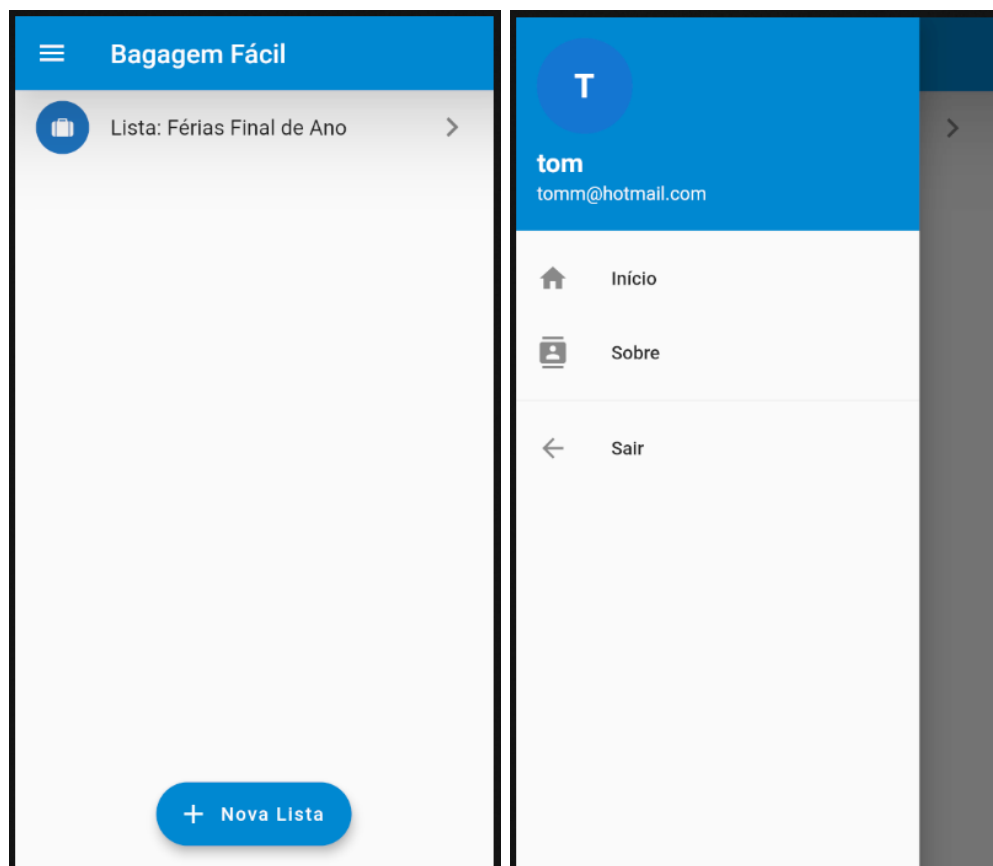 Bagagem Fácil
Lista: Férias Final de Ano
Nova Lista
T
tom
tomm@hotmail.com
Início
Sobre
Sair